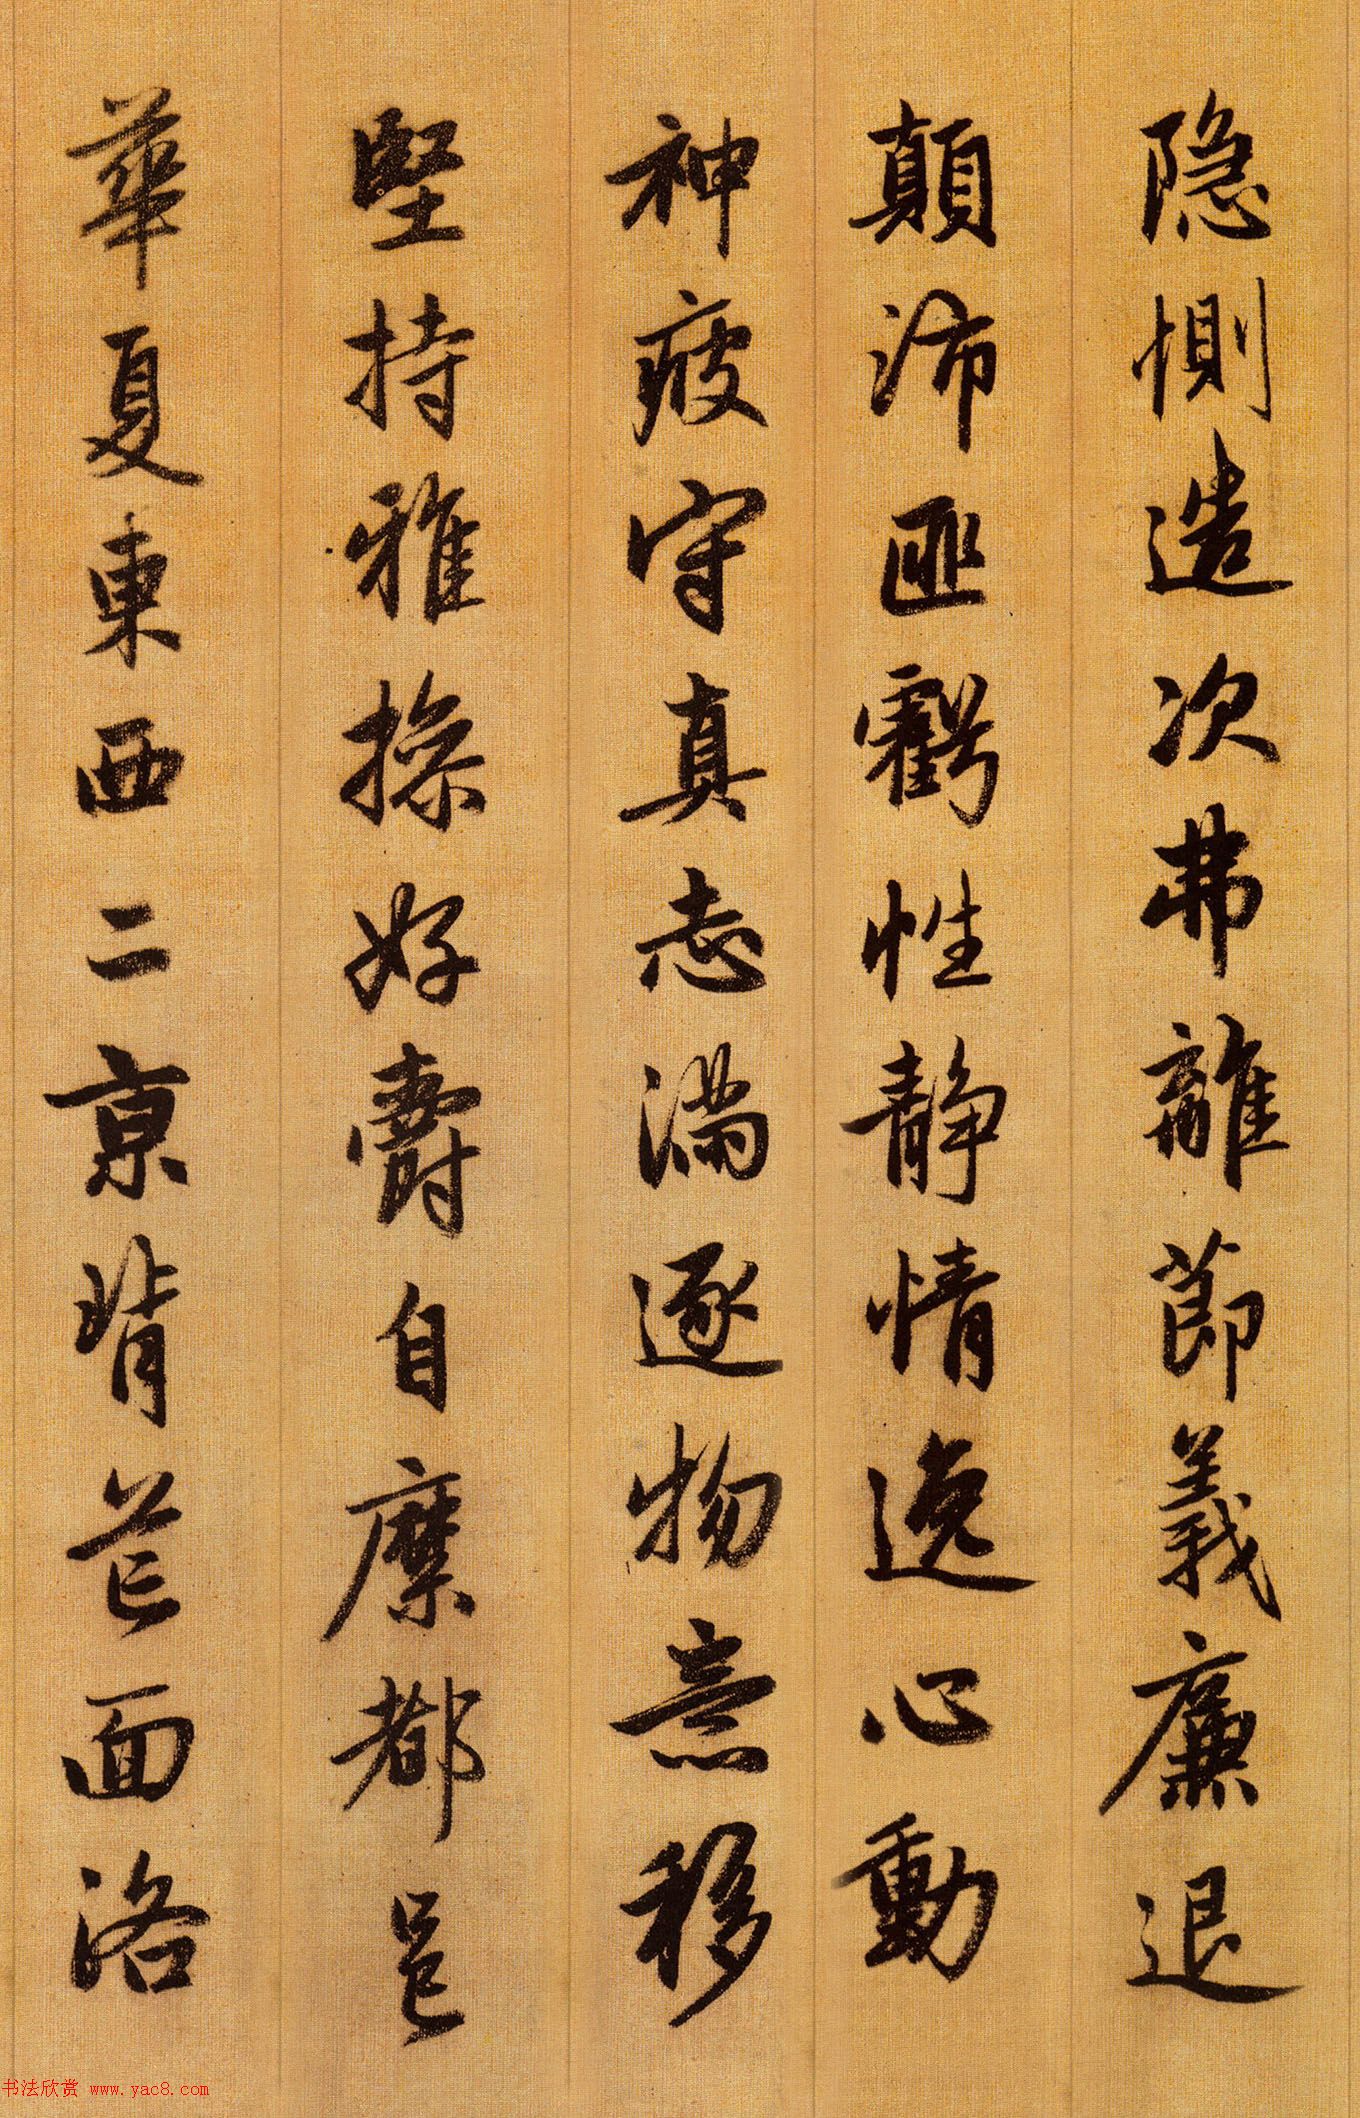 隐惻造次弗離節義廉退
顛沛匪虧性静情逸心動
神疲守真志滿逐物意移
堅持雅操好爵自縻都邑
華夏東西二京背芒面洛
书法欣赏 www.yac8.com